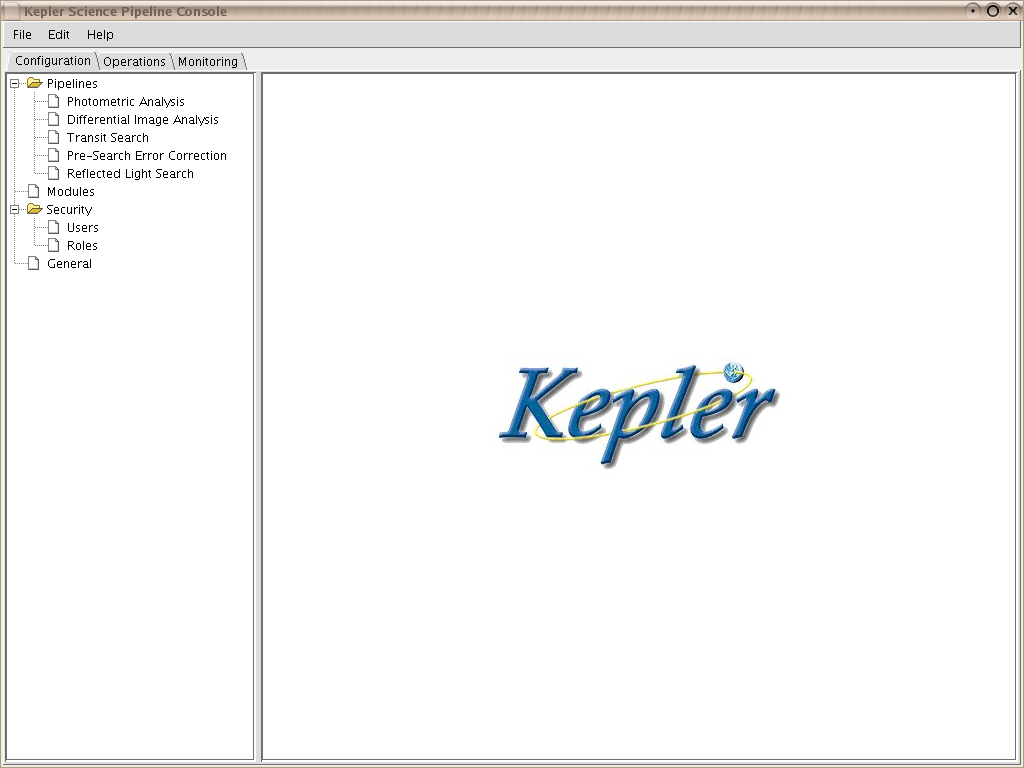 Kepler Science Pipeline Console
File Edit Help
Configuration Operations Monitoring
Pipelines
Photometric Analysis
Differential Image Analysis
Transit Search
Pre-Search Error Correction
Reflected Light Search
Modules
Security
Users
Roles
General
Kepler